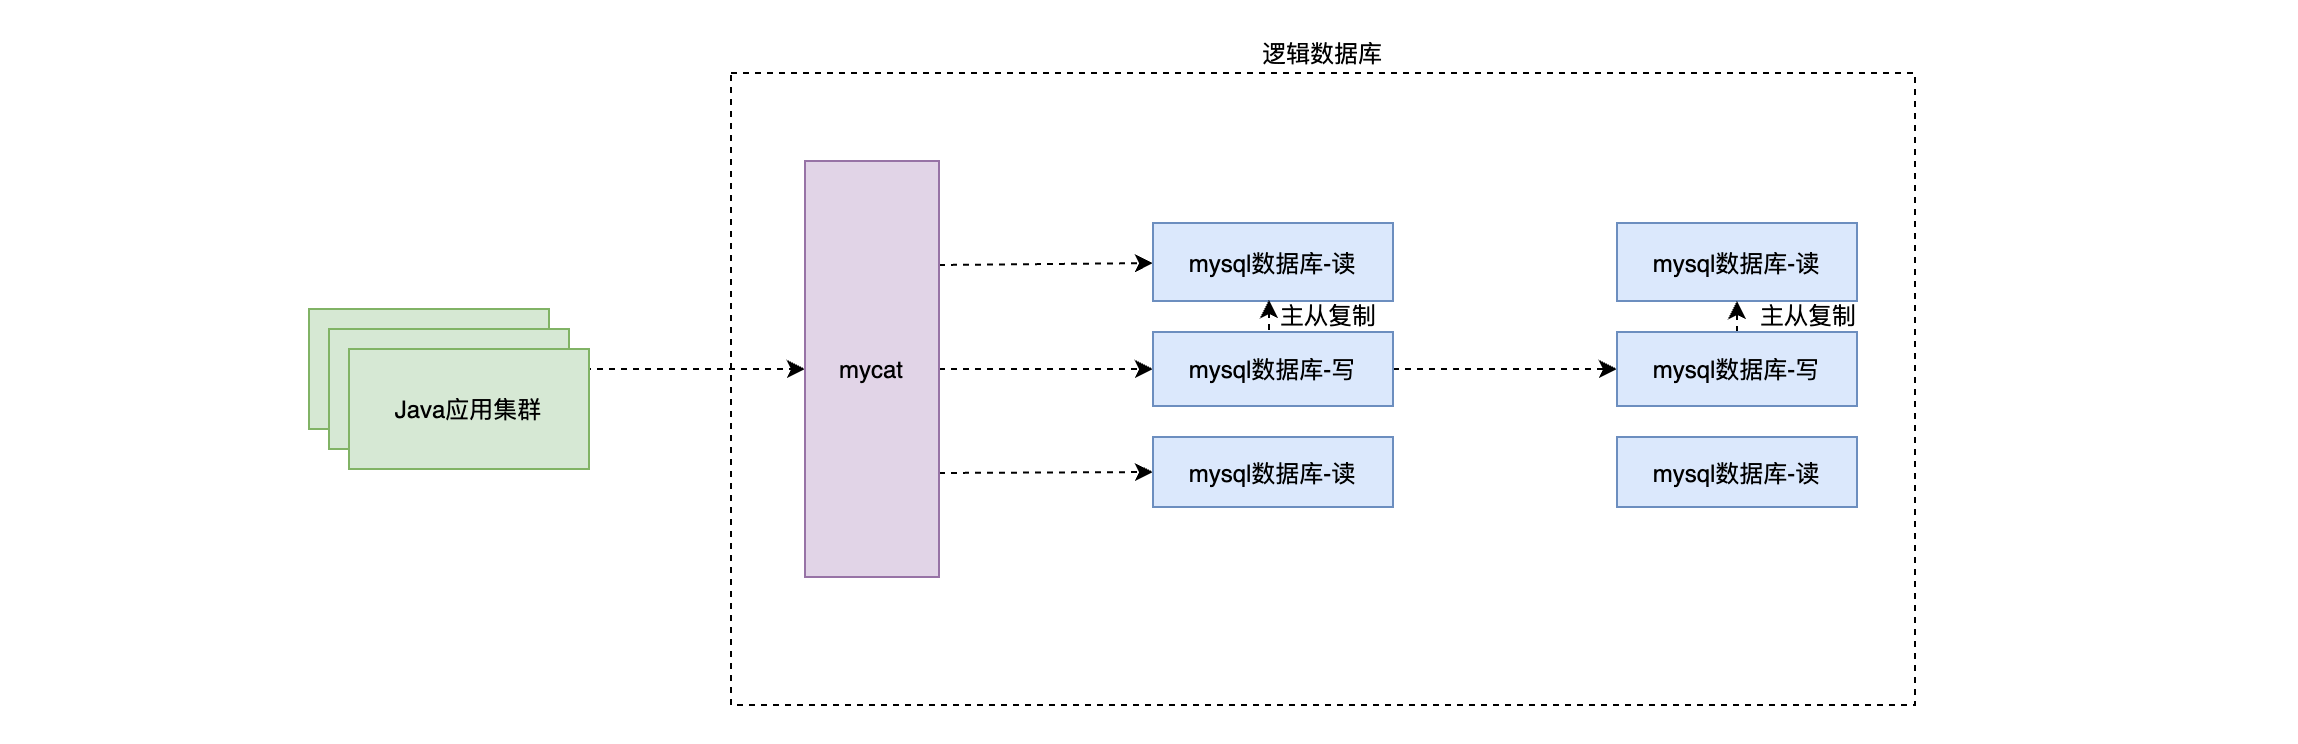 逻辑数据库
mysql数据库-读
mysql数据库-读
主从复制
主从复制
mycat
mysql数据库-写
mysql数据库-写
Java应用集群
mysql数据库-读
mysql数据库-读